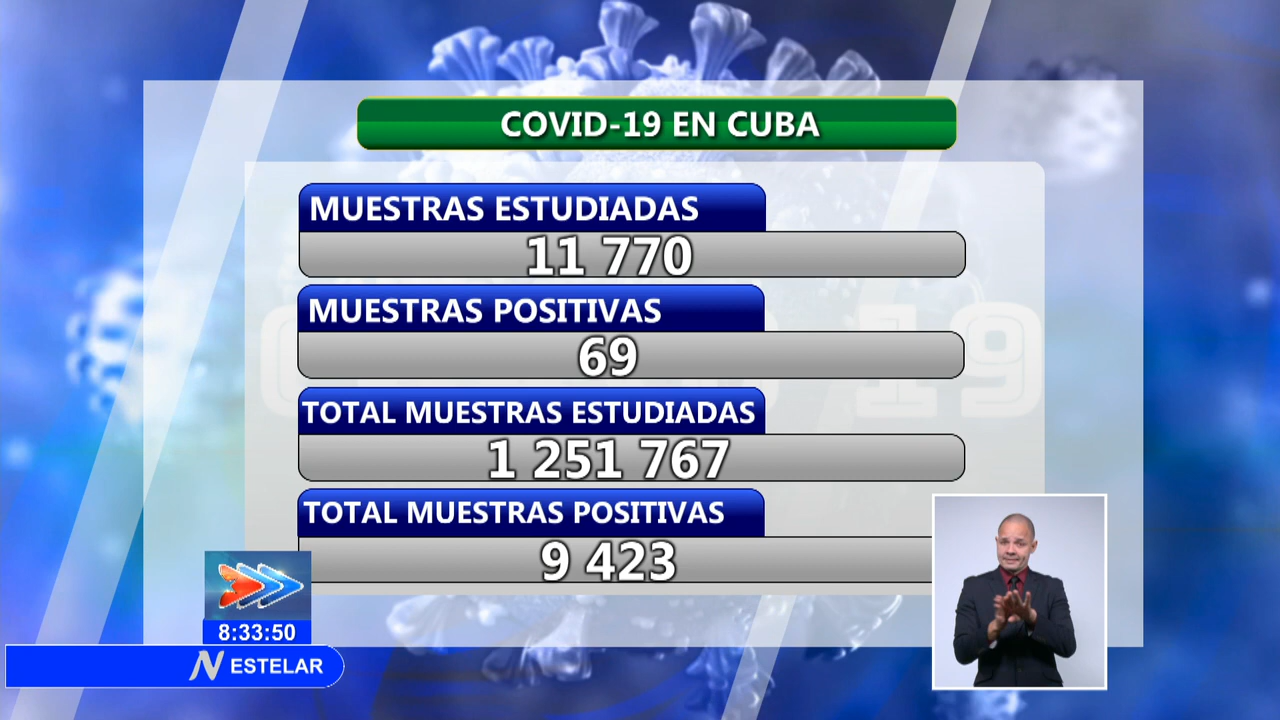 COVID-19 EN CUBA
MUESTRAS ESTUDIADAS
11 770
MUESTRAS POSITIVAS
69
TOTAL MUESTRAS ESTUDIADAS
1 251 767
TOTAL MUESTRAS POSITIVAS
9 423
8:33:50
N ESTELAR